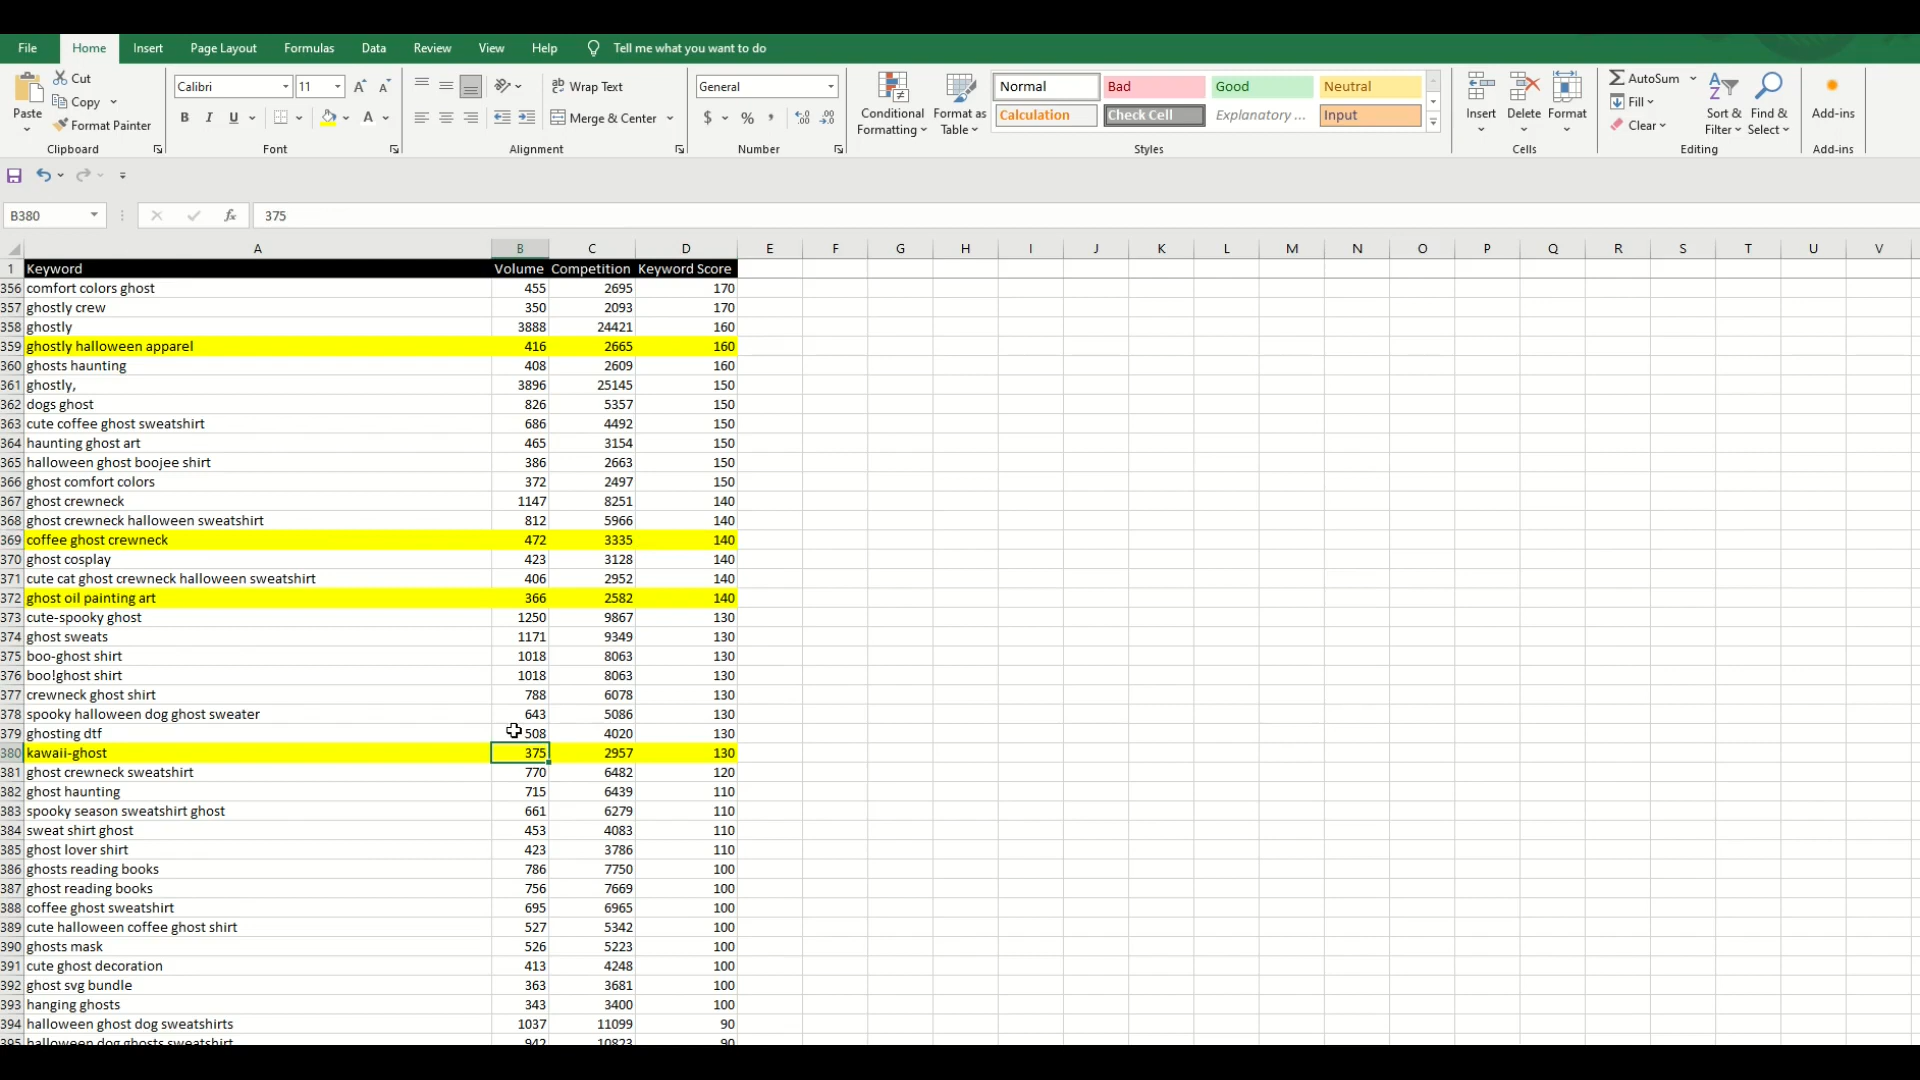 File Home Insert Page Layout Formulas Data Review View Help Tell me what you want to do
Cut
Copy
Format Painter
Paste
Clipboard
Calibri 11
B I U
Font
Wrap Text
Merge & Center
Alignment
General
$ % ,
Number
Conditional Formatting
Format as Table
Normal Bad Good Neutral
Calculation Check Cell Explanatory ... Input
Styles
Insert Delete Format
Cells
AutoSum
Fill
Clear
Sort & Filter
Find & Select
Editing
Add-ins
Add-ins
B380 fx 375
A B C D E F G H I J K L M N O P Q R S T U V
1 Keyword Volume Competition Keyword Score
356 comfort colors ghost 455 2695 170
357 ghostly crew 350 2093 170
358 ghostly 3888 24421 160
359 ghostly halloween apparel 416 2665 160
360 ghosts haunting 408 2609 160
361 ghostly, 3896 25145 150
362 dogs ghost 826 5357 150
363 cute coffee ghost sweatshirt 686 4492 150
364 haunting ghost art 465 3154 150
365 halloween ghost boojee shirt 386 2663 150
366 ghost comfort colors 372 2497 150
367 ghost crewneck 1147 8251 140
368 ghost crewneck halloween sweatshirt 812 5966 140
369 coffee ghost crewneck 472 3335 140
370 ghost cosplay 423 3128 140
371 cute cat ghost crewneck halloween sweatshirt 406 2952 140
372 ghost oil painting art 366 2582 140
373 cute-spooky ghost 1250 9867 130
374 ghost sweats 1171 9349 130
375 boo-ghost shirt 1018 8063 130
376 boo!ghost shirt 1018 8063 130
377 crewneck ghost shirt 788 6078 130
378 spooky halloween dog ghost sweater 643 5086 130
379 ghosting dtf 508 4020 130
380 kawaii-ghost 375 2957 130
381 ghost crewneck sweatshirt 770 6482 120
382 ghost haunting 715 6439 110
383 spooky season sweatshirt ghost 661 6279 110
384 sweat shirt ghost 453 4083 110
385 ghost lover shirt 423 3786 110
386 ghosts reading books 786 7750 100
387 ghost reading books 756 7669 100
388 coffee ghost sweatshirt 695 6965 100
389 cute halloween coffee ghost shirt 527 5342 100
390 ghosts mask 526 5223 100
391 cute ghost decoration 413 4248 100
392 ghost svg bundle 363 3681 100
393 hanging ghosts 343 3400 100
394 halloween ghost dog sweatshirts 1037 11099 90
395 halloween dog ghosts sweatshirt 942 10823 90